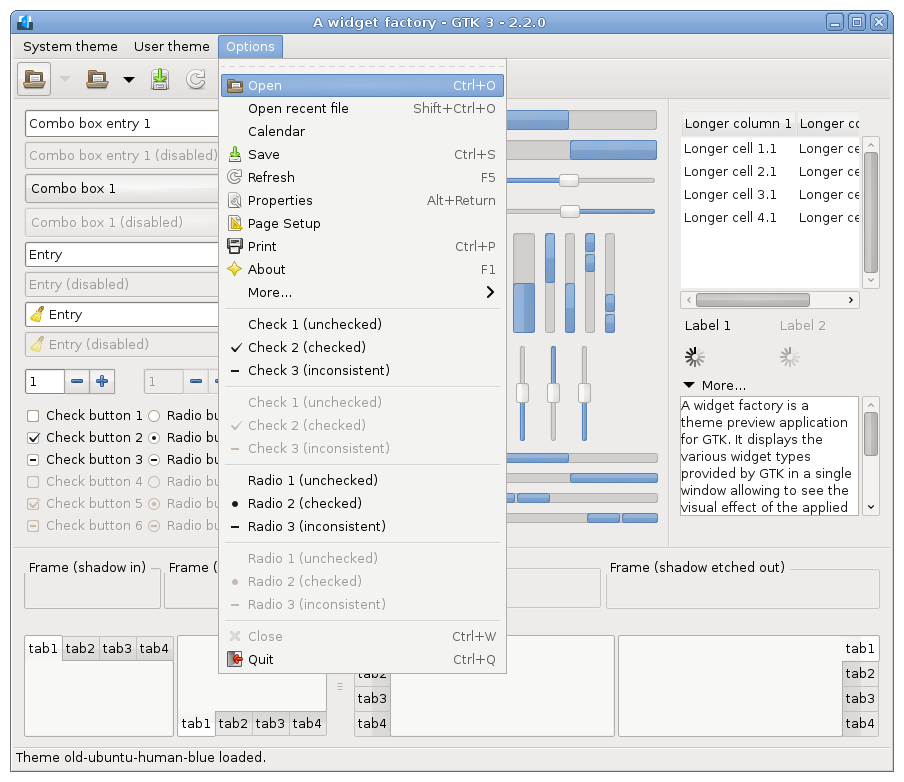 A widget factory - GTK 3 - 2.2.0
System theme User theme Options
Open Ctrl+O
Open recent file Shift+Ctrl+O
Calendar
Save Ctrl+S
Refresh F5
Properties Alt+Return
Page Setup
Print Ctrl+P
About F1
More...
Check 1 (unchecked)
Check 2 (checked)
Check 3 (inconsistent)
Check 1 (unchecked)
Check 2 (checked)
Check 3 (inconsistent)
Radio 1 (unchecked)
Radio 2 (checked)
Radio 3 (inconsistent)
Radio 1 (unchecked)
Radio 2 (checked)
Radio 3 (inconsistent)
Close Ctrl+W
Quit Ctrl+Q
Combo box entry 1
Combo box entry 1 (disabled)
Combo box 1
Combo box 1 (disabled)
Entry
Entry (disabled)
Entry
Entry (disabled)
1 1
Check button 1 Radio bu
Check button 2 Radio bu
Check button 3 Radio bu
Check button 4 Radio bu
Check button 5 Radio bu
Check button 6 Radio bu
Longer column 1 Longer co
Longer cell 1.1 Longer ce
Longer cell 2.1 Longer ce
Longer cell 3.1 Longer ce
Longer cell 4.1 Longer ce
Label 1 Label 2
More...
A widget factory is a
theme preview application
for GTK. It displays the
various widget types
provided by GTK in a single
window allowing to see the
visual effect of the applied
Frame (shadow in) Frame ( Frame (shadow etched out)
tab1 tab2 tab3 tab4
tab1 tab2 tab3 tab4
tab2
tab3
tab4
tab1
tab2
tab3
tab4
Theme old-ubuntu-human-blue loaded.